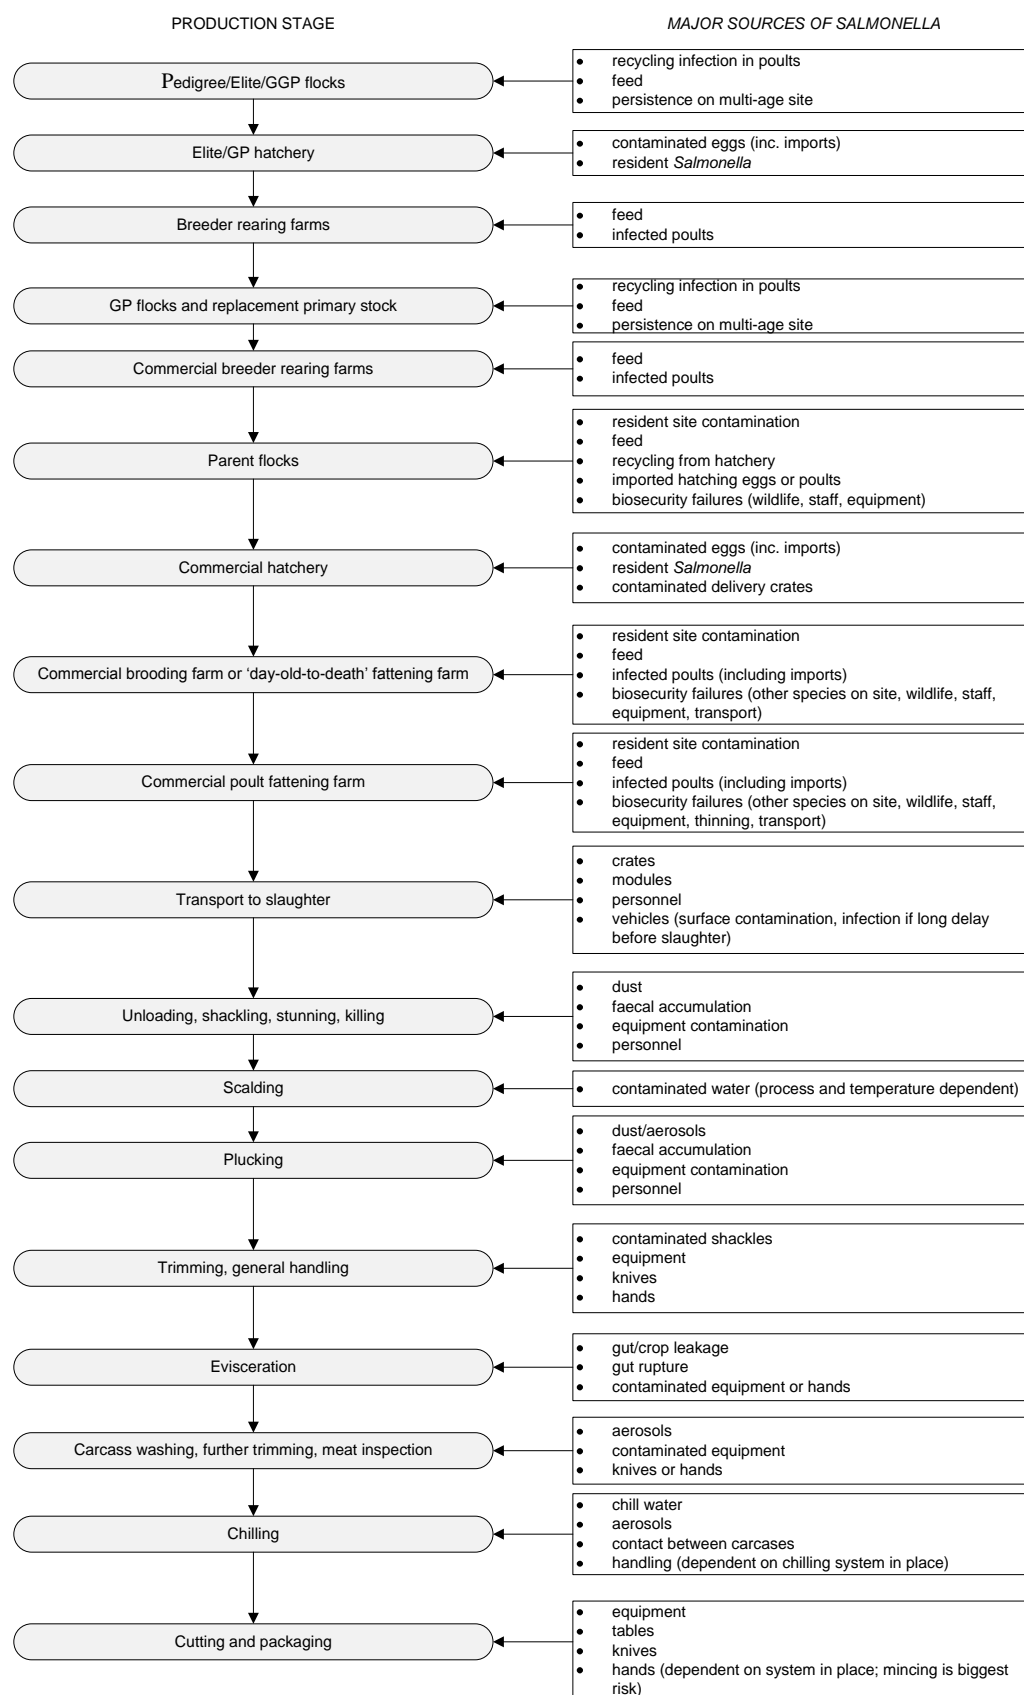 PRODUCTION STAGE
MAJOR SOURCES OF SALMONELLA
Pedigree/Elite/GGP flocks
• recycling infection in poults
• feed
• persistence on multi-age site
Elite/GP hatchery
• contaminated eggs (inc. imports)
• resident Salmonella
Breeder rearing farms
• feed
• infected poults
GP flocks and replacement primary stock
• recycling infection in poults
• feed
• persistence on multi-age site
Commercial breeder rearing farms
• feed
• infected poults
Parent flocks
• resident site contamination
• feed
• recycling from hatchery
• imported hatching eggs or poults
• biosecurity failures (wildlife, staff, equipment)
Commercial hatchery
• contaminated eggs (inc. imports)
• resident Salmonella
• contaminated delivery crates
Commercial brooding farm or ‘day-old-to-death’ fattening farm
• resident site contamination
• feed
• infected poults (including imports)
• biosecurity failures (other species on site, wildlife, staff,
equipment, transport)
Commercial poult fattening farm
• resident site contamination
• feed
• infected poults (including imports)
• biosecurity failures (other species on site, wildlife, staff,
equipment, thinning, transport)
Transport to slaughter
• crates
• modules
• personnel
• vehicles (surface contamination, infection if long delay
before slaughter)
Unloading, shackling, stunning, killing
• dust
• faecal accumulation
• equipment contamination
• personnel
Scalding
• contaminated water (process and temperature dependent)
Plucking
• dust/aerosols
• faecal accumulation
• equipment contamination
• personnel
Trimming, general handling
• contaminated shackles
• equipment
• knives
• hands
Evisceration
• gut/crop leakage
• gut rupture
• contaminated equipment or hands
Carcass washing, further trimming, meat inspection
• aerosols
• contaminated equipment
• knives or hands
Chilling
• chill water
• aerosols
• contact between carcases
• handling (dependent on chilling system in place)
Cutting and packaging
• equipment
• tables
• knives
• hands (dependent on system in place; mincing is biggest
risk)